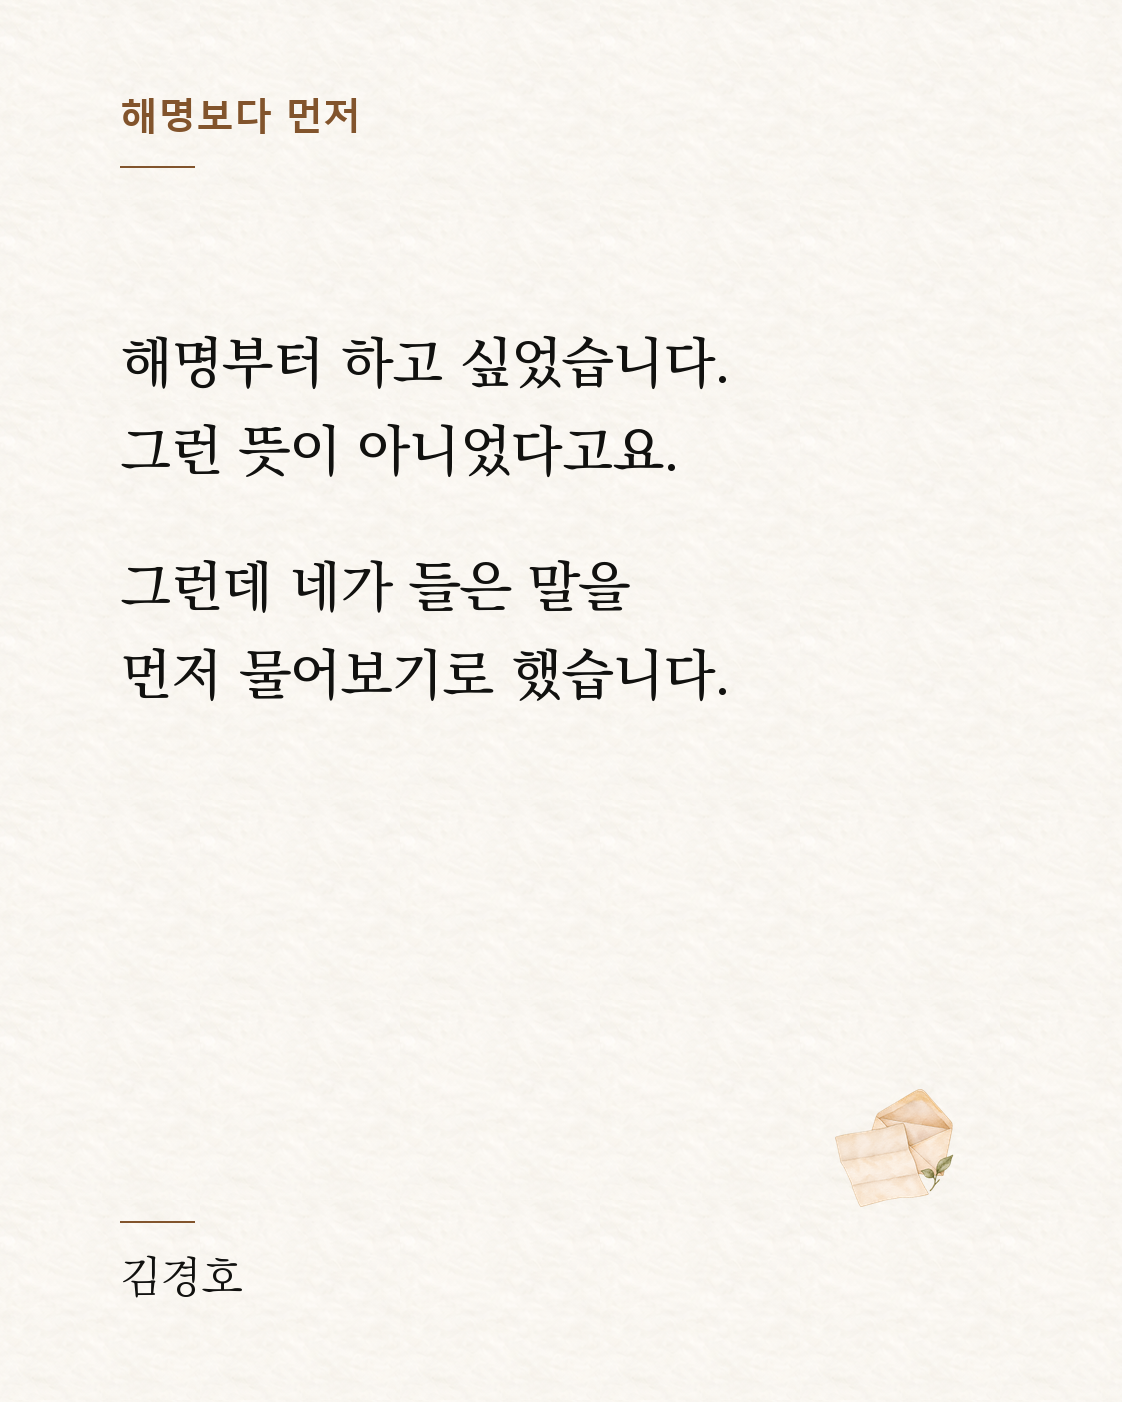 해명보다 먼저
해명부터 하고 싶었습니다.
그런 뜻이 아니었다고요.
그런데 네가 들은 말을
먼저 물어보기로 했습니다.
김경호